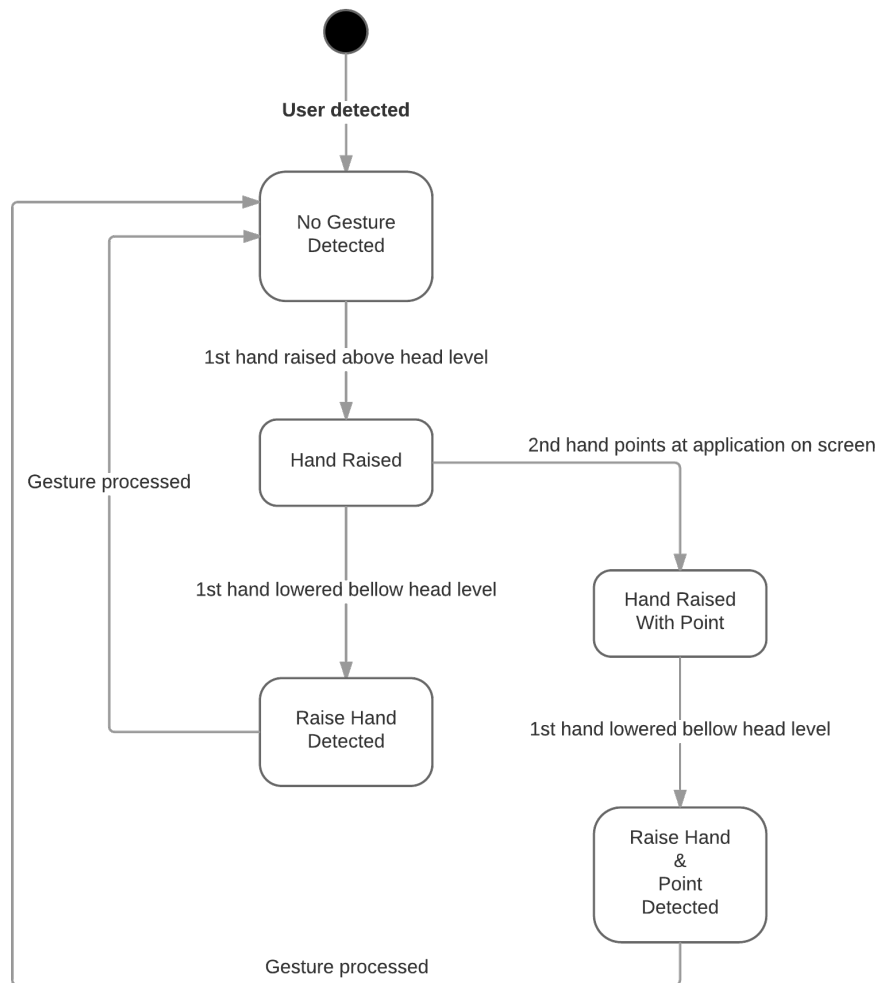 User detected
No Gesture
Detected
1st hand raised above head level
Hand Raised
2nd hand points at application on screen
Gesture processed
1st hand lowered bellow head level
Hand Raised
With Point
Raise Hand
Detected
1st hand lowered bellow head level
Raise Hand
&
Point
Detected
Gesture processed